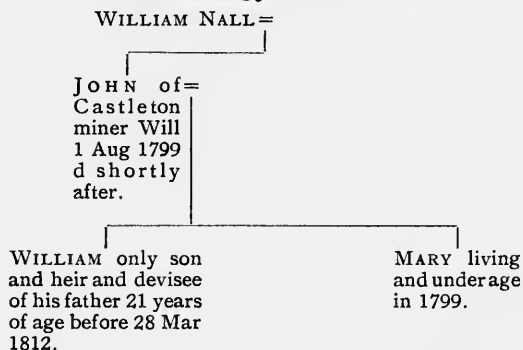 WILLIAM NALL=
JOHN of=
Castleton
miner Will
1 Aug 1799
d shortly
after.
WILLIAM only son
and heir and devisee
of his father 21 years
of age before 28 Mar
1812.
MARY living
and under age
in 1799.